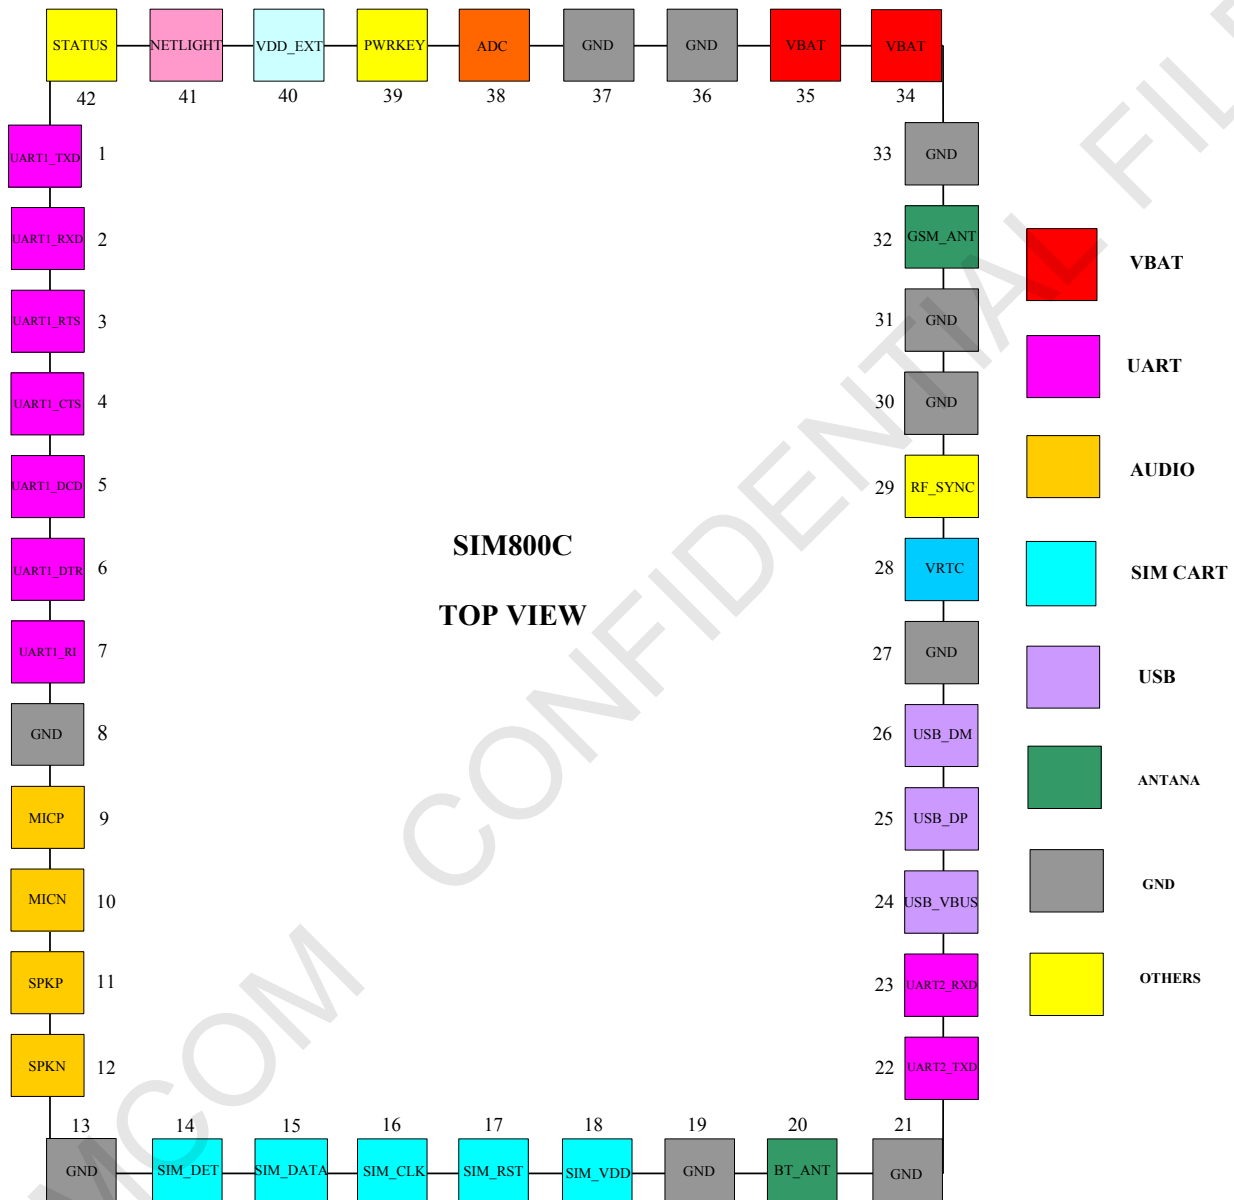 STATUS NETLIGHT VDD_EXT PWRKEY ADC GND GND VBAT VBAT
42 41 40 39 38 37 36 35 34
UART1_TXD 1
UART1_RXD 2
UART1_RTS 3
UART1_CTS 4
UART1_DCD 5
UART1_DTR 6
UART1_RI 7
GND 8
MICP 9
MICN 10
SPKP 11
SPKN 12
SIM800C
TOP VIEW
33 GND
32 GSM_ANT
31 GND
30 GND
29 RF_SYNC
28 VRTC
27 GND
26 USB_DM
25 USB_DP
24 USB_VBUS
23 UART2_RXD
22 UART2_TXD
13 14 15 16 17 18 19 20 21
GND SIM_DET SIM_DATA SIM_CLK SIM_RST SIM_VDD GND BT_ANT GND
VBAT
UART
AUDIO
SIM CART
USB
ANTANA
GND
OTHERS
MCOM CONFIDENTIAL FIL